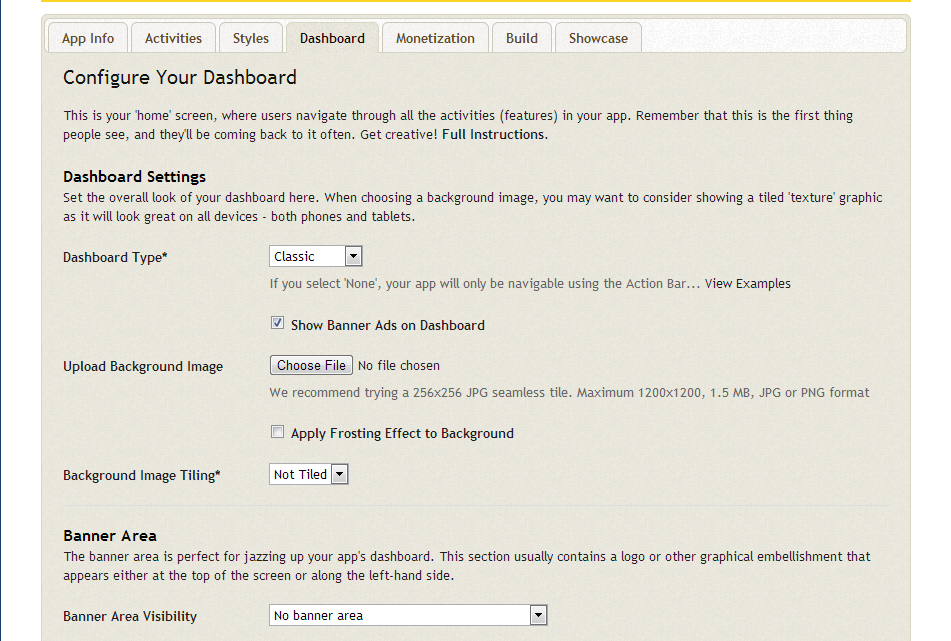 App Info Activities Styles Dashboard Monetization Build Showcase
Configure Your Dashboard
This is your 'home' screen, where users navigate through all the activities (features) in your app. Remember that this is the first thing
people see, and they'll be coming back to it often. Get creative! Full Instructions.
Dashboard Settings
Set the overall look of your dashboard here. When choosing a background image, you may want to consider showing a tiled 'texture' graphic
as it will look great on all devices - both phones and tablets.
Dashboard Type* Classic
If you select 'None', your app will only be navigable using the Action Bar... View Examples
Show Banner Ads on Dashboard
Upload Background Image Choose File No file chosen
We recommend trying a 256x256 JPG seamless tile. Maximum 1200x1200, 1.5 MB, JPG or PNG format
Apply Frosting Effect to Background
Background Image Tiling* Not Tiled
Banner Area
The banner area is perfect for jazzing up your app's dashboard. This section usually contains a logo or other graphical embellishment that
appears either at the top of the screen or along the left-hand side.
Banner Area Visibility No banner area